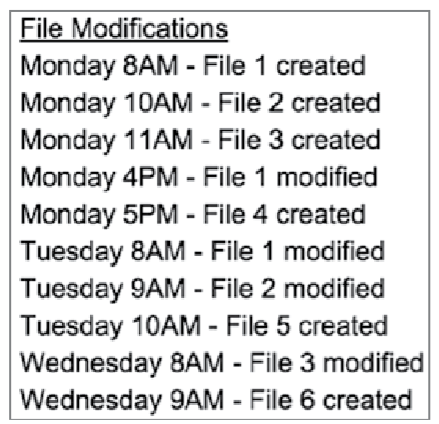 File Modifications
Monday 8AM - File 1 created
Monday 10AM - File 2 created
Monday 11AM - File 3 created
Monday 4PM - File 1 modified
Monday 5PM - File 4 created
Tuesday 8AM - File 1 modified
Tuesday 9AM - File 2 modified
Tuesday 10AM - File 5 created
Wednesday 8AM - File 3 modified
Wednesday 9AM - File 6 created